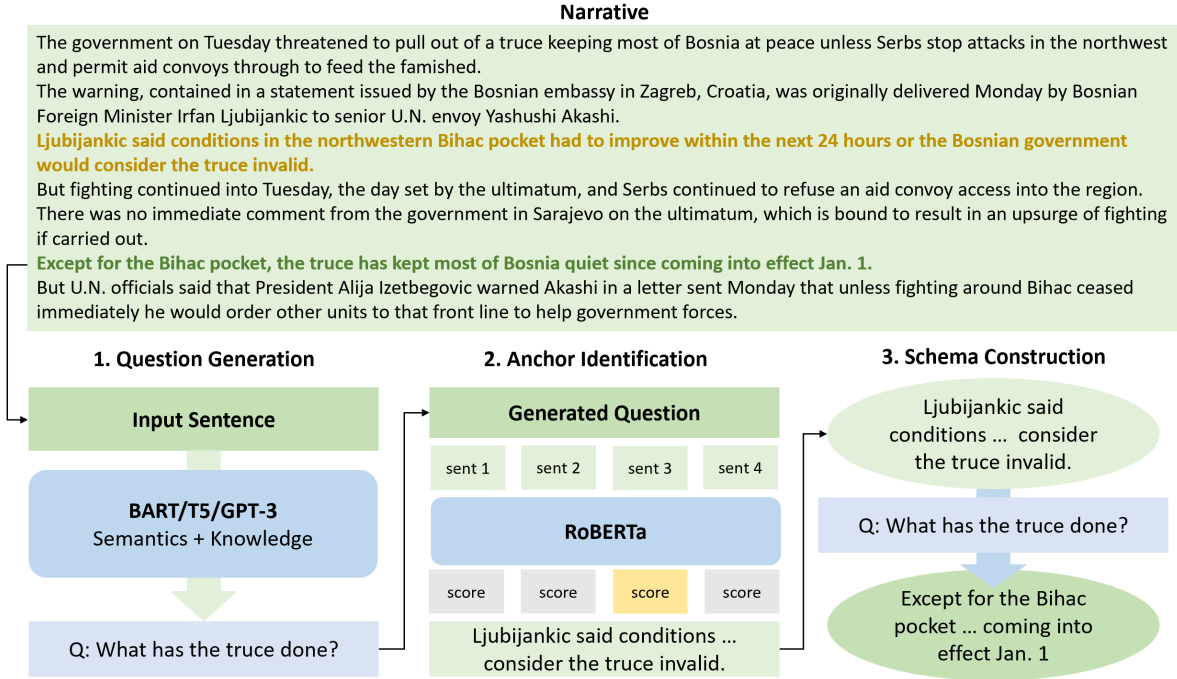 Narrative
The government on Tuesday threatened to pull out of a truce keeping most of Bosnia at peace unless Serbs stop attacks in the northwest
and permit aid convoys through to feed the famished.
The warning, contained in a statement issued by the Bosnian embassy in Zagreb, Croatia, was originally delivered Monday by Bosnian
Foreign Minister Irfan Ljubijankic to senior U.N. envoy Yashushi Akashi.
Ljubijankic said conditions in the northwestern Bihac pocket had to improve within the next 24 hours or the Bosnian government
would consider the truce invalid.
But fighting continued into Tuesday, the day set by the ultimatum, and Serbs continued to refuse an aid convoy access into the region.
There was no immediate comment from the government in Sarajevo on the ultimatum, which is bound to result in an upsurge of fighting
if carried out.
Except for the Bihac pocket, the truce has kept most of Bosnia quiet since coming into effect Jan. 1.
But U.N. officials said that President Alija Izetbegovic warned Akashi in a letter sent Monday that unless fighting around Bihac ceased
immediately he would order other units to that front line to help government forces.
1. Question Generation
Input Sentence
BART/T5/GPT-3
Semantics + Knowledge
Q: What has the truce done?
2. Anchor Identification
Generated Question
sent 1 sent 2 sent 3 sent 4
RoBERTa
score score score score
Ljubijankic said conditions ...
consider the truce invalid.
3. Schema Construction
Ljubijankic said
conditions ... consider
the truce invalid.
Q: What has the truce done?
Except for the Bihac
pocket ... coming into
effect Jan. 1